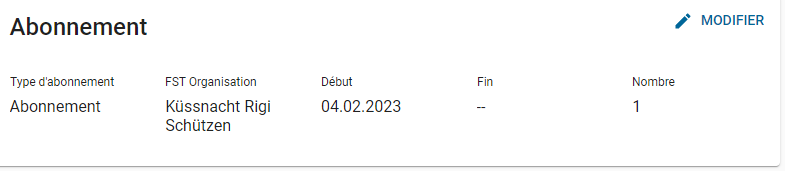 Abonnement
MODIFIER
Type d'abonnement
FST Organisation
Début
Fin
Nombre
Abonnement
Küssnacht Rigi
Schützen
04.02.2023
--
1